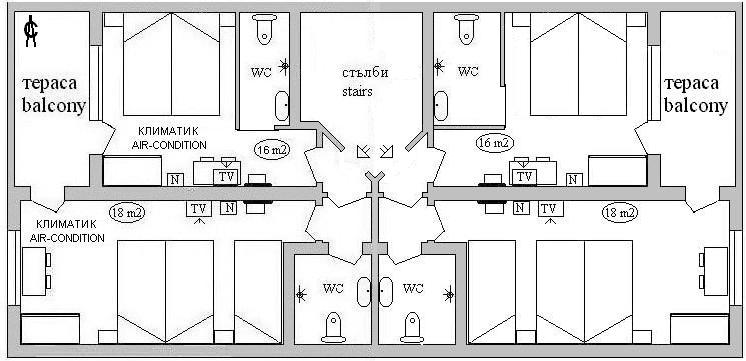 тераса
balcony
WC
стълби
stairs
WC
тераса
balcony
КЛИМАТИК
AIR-CONDITION
16 m2
16 m2
N
TV
TV
N
18 m2
TV
N
N
TV
18 m2
КЛИМАТИК
AIR-CONDITION
WC
WC